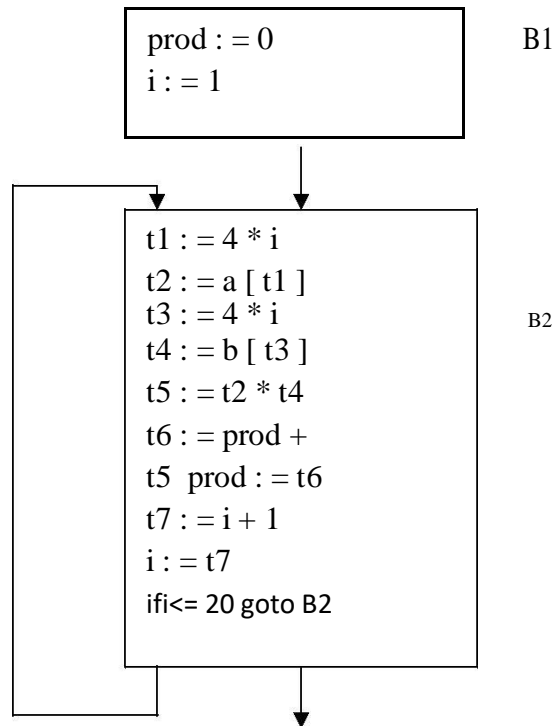 prod : = 0
B1
i : = 1
t1 : = 4 * i
t2 : = a [ t1 ]
t3 : = 4 * i
B2
t4 : = b [ t3 ]
t5 : = t2 * t4
t6 : = prod +
t5 prod : = t6
t7 : = i + 1
i : = t7
ifi<= 20 goto B2